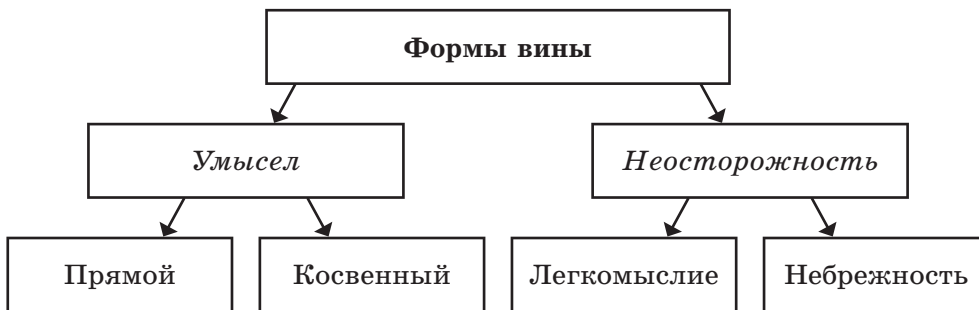 Формы вины
Умысел
Неосторожность
Прямой
Косвенный
Легкомыслие
Небрежность